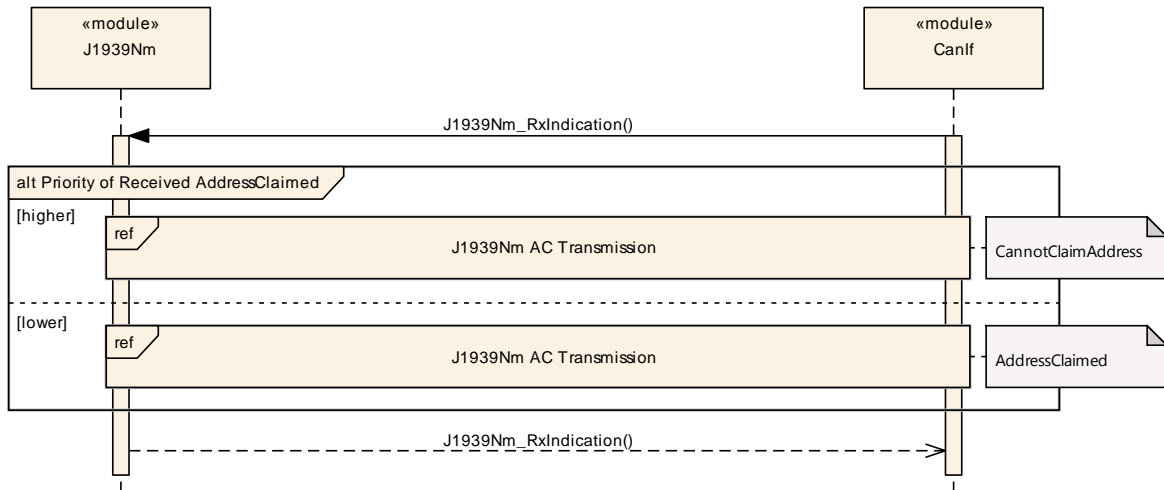 «module»
J1939Nm
«module»
CanIf
J1939Nm_RxIndication()
alt Priority of Received AddressClaimed
[higher]
ref
J1939Nm AC Transmission
CannotClaimAddress
[lower]
ref
J1939Nm AC Transmission
AddressClaimed
J1939Nm_RxIndication()